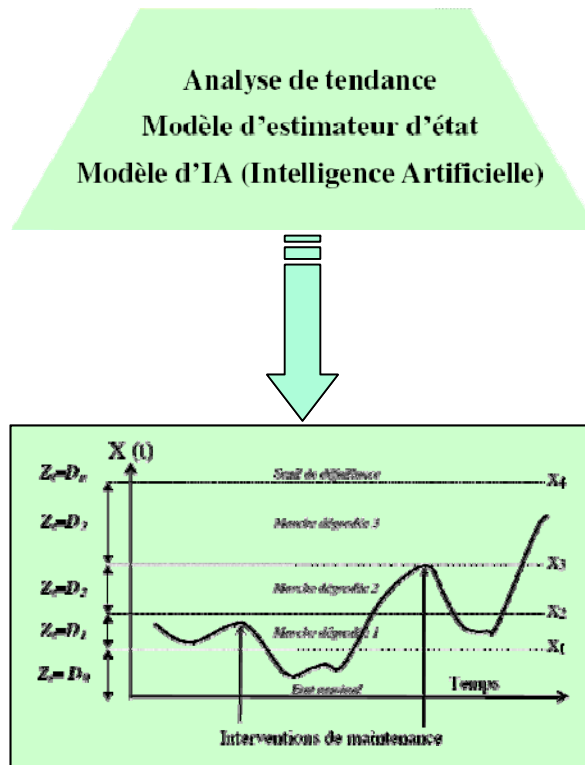 Analyse de tendance
Modèle d'estimateur d'état
Modèle d'IA (Intelligence Artificielle)
X (t)
Seuil de défaillance
X4
Marche dégradée 3
X3
Marche dégradée 2
X2
Marche dégradée 1
X1
Etat nominal
Temps
Interventions de maintenance